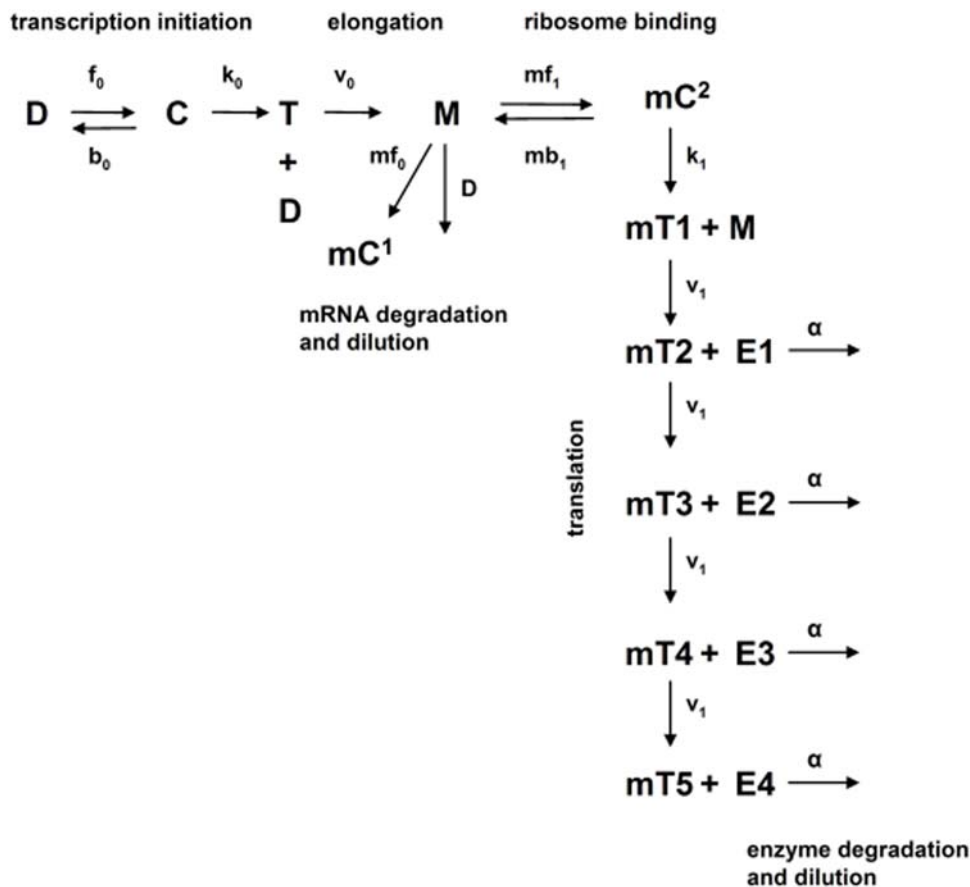 transcription initiation elongation ribosome binding
f₀ k₀ v₀ mf₁
D C T M mC²
b₀ mf₀ mb₁ k₁
+ D
D
mC¹ mT1 + M
mRNA degradation
and dilution
v₁
mT2 + E1 α
v₁
translation
mT3 + E2 α
v₁
mT4 + E3 α
v₁
mT5 + E4 α
enzyme degradation
and dilution